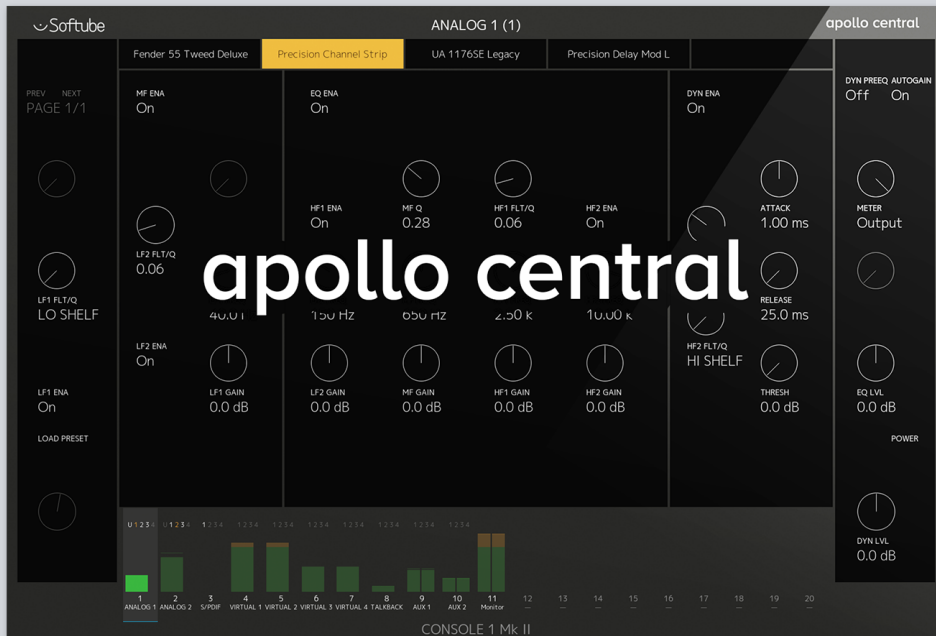 Softube
ANALOG 1 (1)
apollo central
Fender 55 Tweed Deluxe
Precision Channel Strip
UA 1176SE Legacy
Precision Delay Mod L
PREV NEXT
PAGE 1/1
MF ENA
On
EQ ENA
On
DYN ENA
On
DYN PREEQ AUTOGAIN
Off On
HF1 ENA
On
MF Q
0.28
HF1 FLT/Q
0.06
HF2 ENA
On
ATTACK
1.00 ms
METER
Output
LF2 FLT/Q
0.06
apollo central
LF1 FLT/Q
LO SHELF
150 Hz
650 Hz
2.50 k
10.00 k
RELEASE
25.0 ms
LF2 ENA
On
HF2 FLT/Q
HI SHELF
LF1 ENA
On
LF1 GAIN
0.0 dB
LF2 GAIN
0.0 dB
MF GAIN
0.0 dB
HF1 GAIN
0.0 dB
HF2 GAIN
0.0 dB
THRESH
0.0 dB
EQ LVL
0.0 dB
LOAD PRESET
POWER
U 1 2 3 4 U 1 2 3 4 1 2 3 4 1 2 3 4 1 2 3 4 1 2 3 4 1 2 3 4 1 2 3 4 1 2 3 4 1 2 3 4
DYN LVL
0.0 dB
1 2 3 4 5 6 7 8 9 10 11 12 13 14 15 16 17 18 19 20
ANALOG 1 ANALOG 2 S/PDIF VIRTUAL 1 VIRTUAL 2 VIRTUAL 3 VIRTUAL 4 TALKBACK AUX 1 AUX 2 Monitor — — — — — — — — —
CONSOLE 1 Mk II